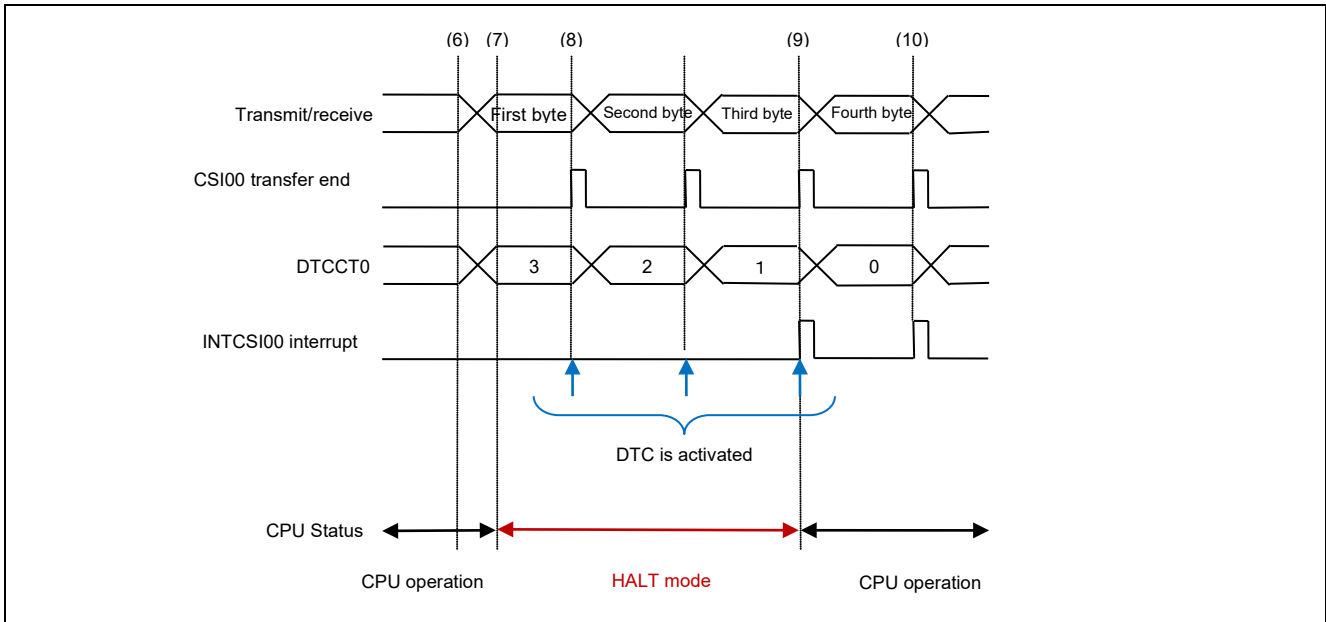 (6) (7) (8) (9) (10)
Transmit/receive First byte Second byte Third byte Fourth byte
CSI00 transfer end
DTCCT0 3 2 1 0
INTCSI00 interrupt
DTC is activated
CPU Status
CPU operation HALT mode CPU operation